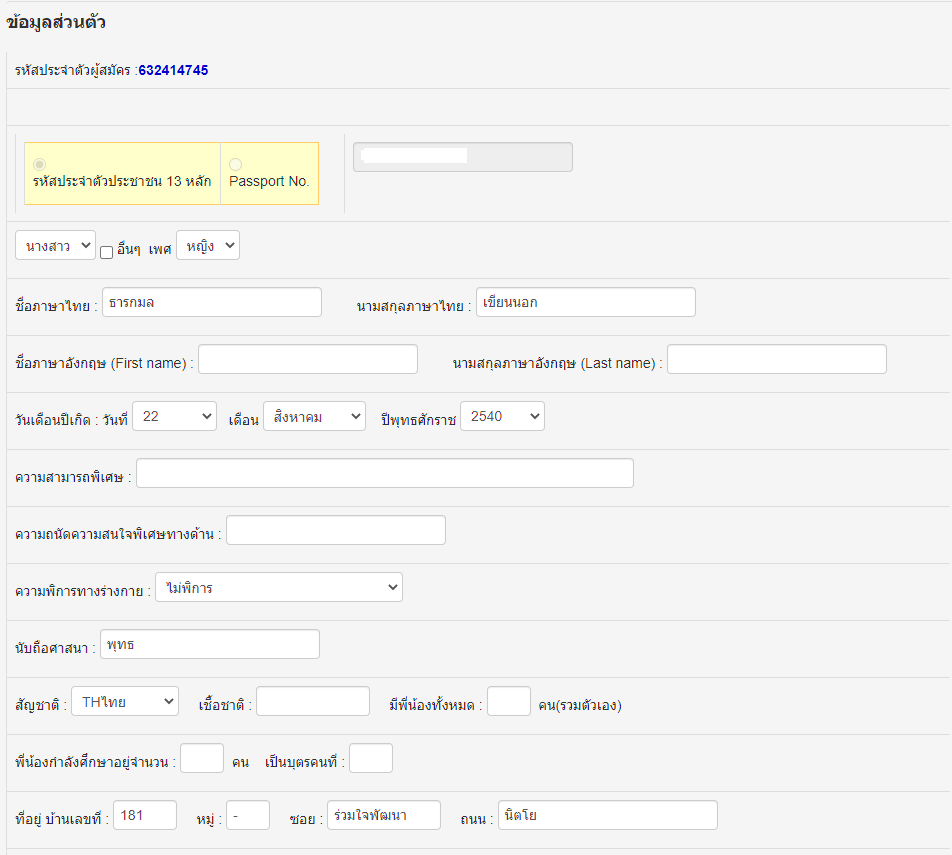 ข้อมูลส่วนตัว
รหัสประจำตัวผู้สมัคร :632414745
รหัสประจำตัวประชาชน 13 หลัก Passport No.
นางสาว อื่นๆ เพศ หญิง
ชื่อภาษาไทย : ธารกมล นามสกุลภาษาไทย : เขียนนอก
ชื่อภาษาอังกฤษ (First name) : นามสกุลภาษาอังกฤษ (Last name) :
วันเดือนปีเกิด : วันที่ 22 เดือน สิงหาคม ปีพุทธศักราช 2540
ความสามารถพิเศษ :
ความถนัดความสนใจพิเศษทางด้าน :
ความพิการทางร่างกาย : ไม่พิการ
นับถือศาสนา : พุทธ
สัญชาติ : THไทย เชื้อชาติ : มีพี่น้องทั้งหมด : คน(รวมตัวเอง)
พี่น้องกำลังศึกษาอยู่จำนวน : คน เป็นบุตรคนที่ :
ที่อยู่ บ้านเลขที่ : 181 หมู่ : - ซอย : ร่วมใจพัฒนา ถนน : นิตโย